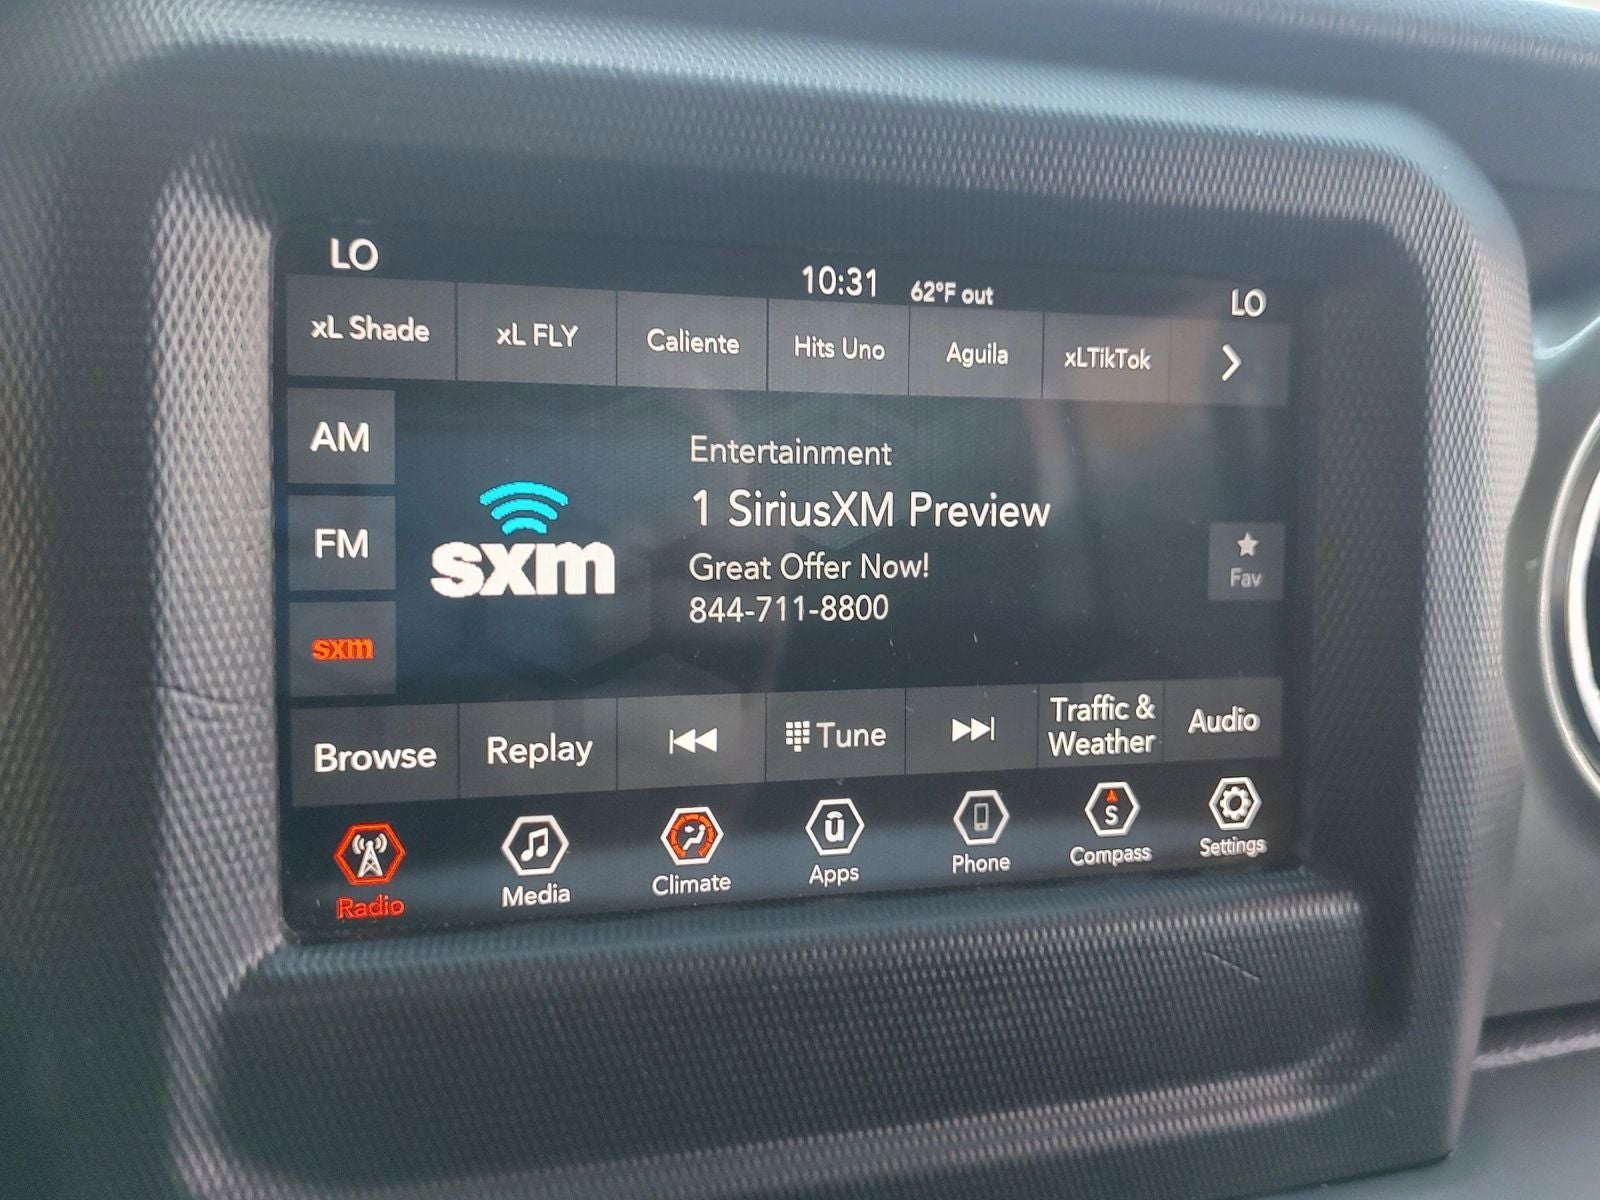 LO
10:31 62°F out
LO
xL Shade xL FLY Caliente Hits Uno Aguila xLTikTok
AM
FM
sxm
sxm
Entertainment
1 SiriusXM Preview
Great Offer Now!
844-711-8800
Fav
Browse Replay Tune Traffic & Weather Audio
u
S
Radio Media Climate Apps Phone Compass Settings